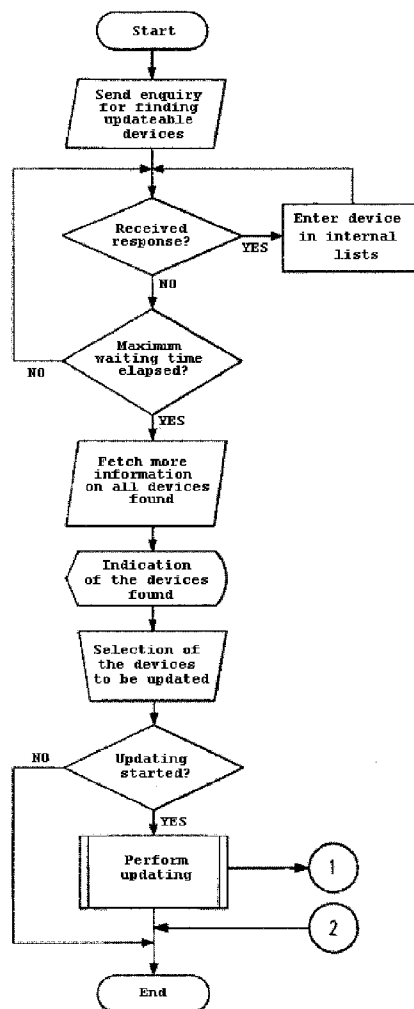 Start
Send enquiry
for finding
updateable
devices
Received
response?
YES
Enter device
in internal
lists
NO
Maximum
waiting time
elapsed?
NO
YES
Fetch more
information
on all devices
found
Indication
of the devices
found
Selection of
the devices
to be updated
NO
Updating
started?
YES
Perform
updating
1
2
End